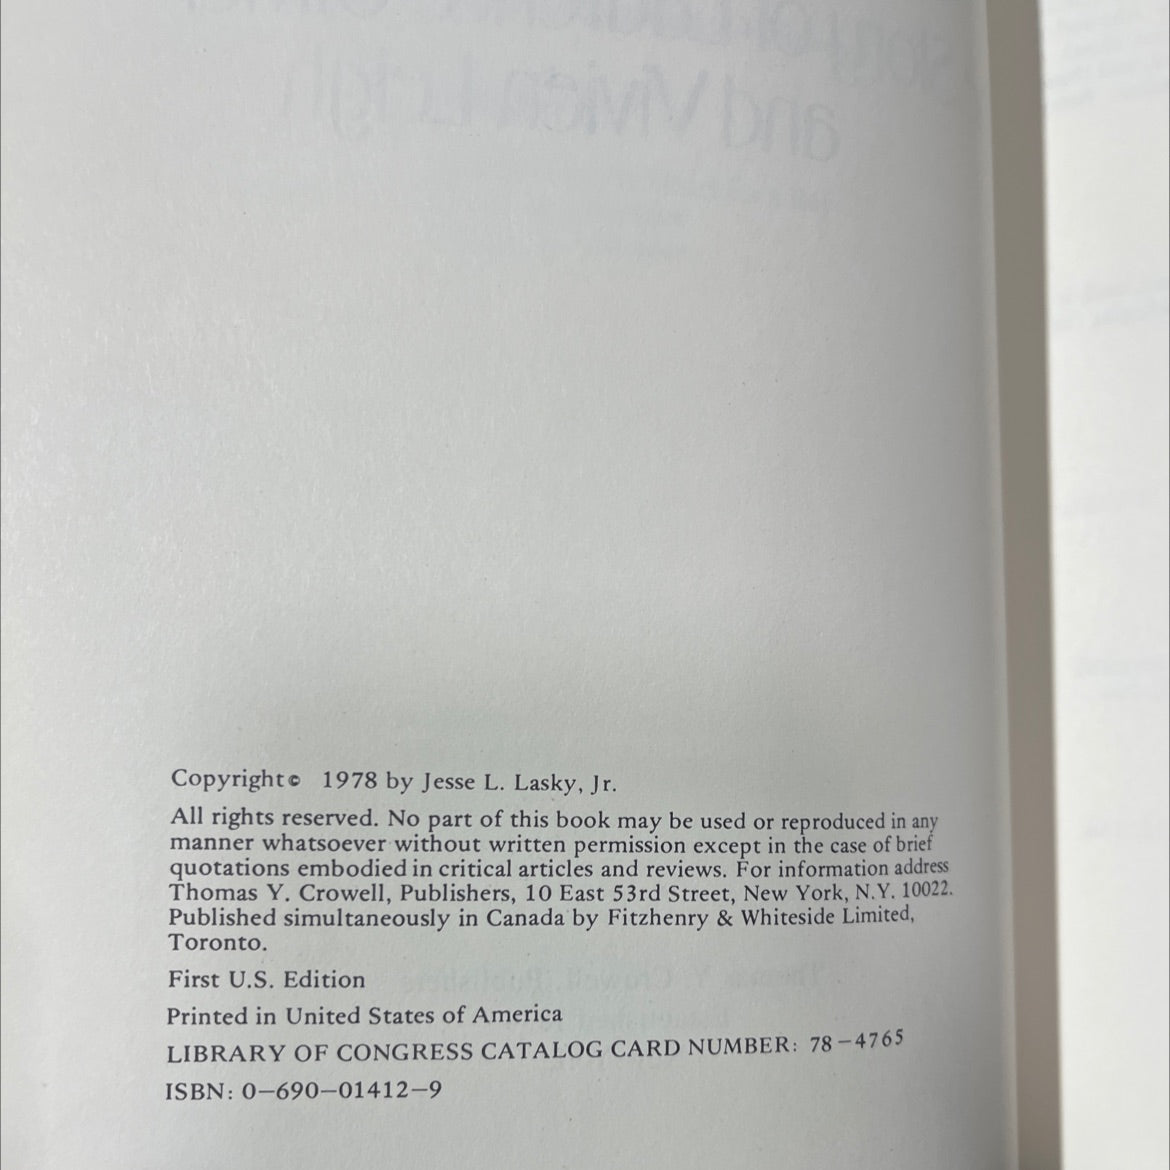 Copyright © 1978 by Jesse L. Lasky, Jr.
All rights reserved. No part of this book may be used or reproduced in any
manner whatsoever without written permission except in the case of brief
quotations embodied in critical articles and reviews. For information address
Thomas Y. Crowell, Publishers, 10 East 53rd Street, New York, N.Y. 10022.
Published simultaneously in Canada by Fitzhenry & Whiteside Limited,
Toronto.
First U.S. Edition
Printed in United States of America
LIBRARY OF CONGRESS CATALOG CARD NUMBER: 78–4765
ISBN: 0–690–01412–9